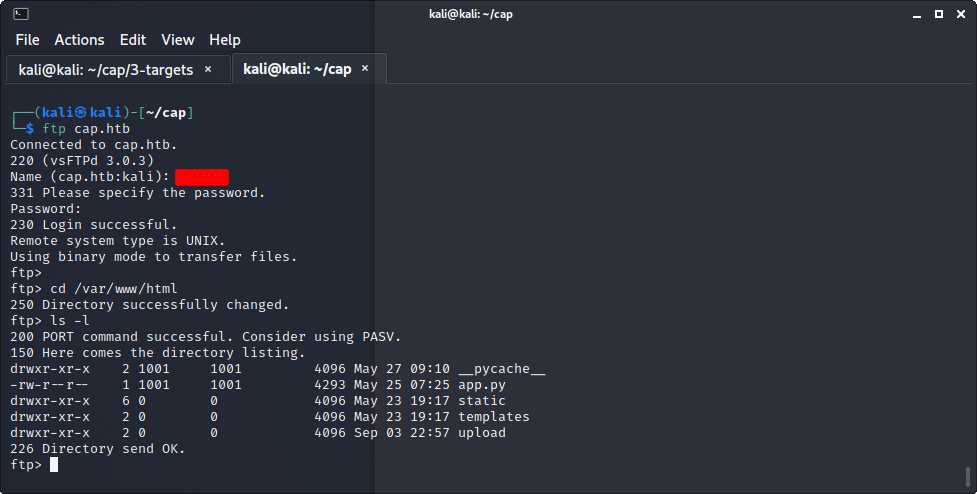 kali@kali: ~/cap
File Actions Edit View Help
kali@kali: ~/cap/3-targets × kali@kali: ~/cap ×
┌──(kali㉿kali)-[~/cap]
└─$ ftp cap.htb
Connected to cap.htb.
220 (vsFTPd 3.0.3)
Name (cap.htb:kali):
331 Please specify the password.
Password:
230 Login successful.
Remote system type is UNIX.
Using binary mode to transfer files.
ftp>
ftp> cd /var/www/html
250 Directory successfully changed.
ftp> ls -l
200 PORT command successful. Consider using PASV.
150 Here comes the directory listing.
drwxr-xr-x    2 1001     1001         4096 May 27 09:10 __pycache__
-rw-r--r--    1 1001     1001         4293 May 25 07:25 app.py
drwxr-xr-x    6 0        0            4096 May 23 19:17 static
drwxr-xr-x    2 0        0            4096 May 23 19:17 templates
drwxr-xr-x    2 0        0            4096 Sep 03 22:57 upload
226 Directory send OK.
ftp>